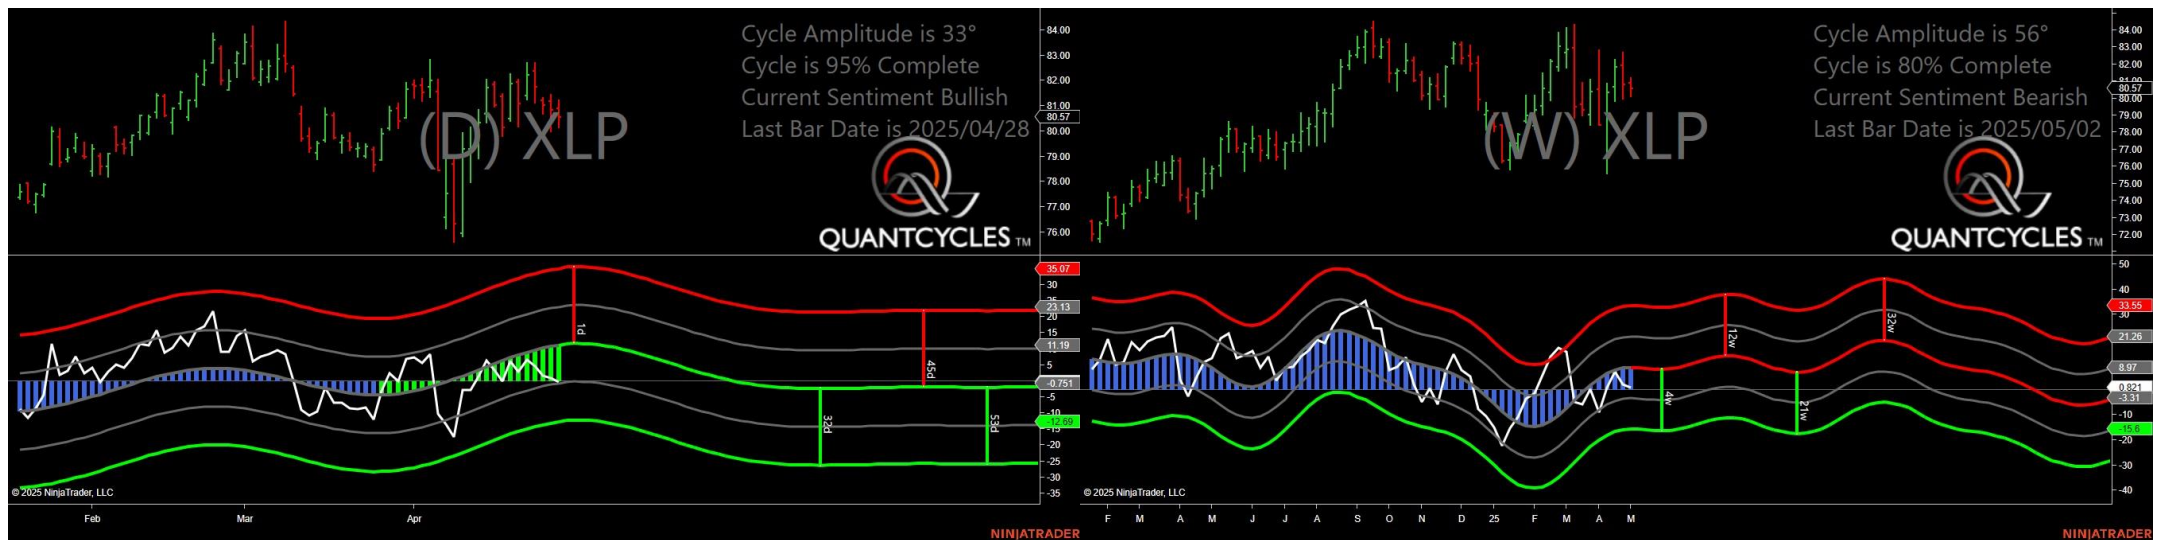 Cycle Amplitude is 33°
Cycle is 95% Complete
Current Sentiment Bullish
Last Bar Date is 2025/04/28
(D) XLP
QUANTCYCLES TM
84.00
83.00
82.00
81.00
80.57
80.00
79.00
78.00
77.00
76.00
35.07
30
23.13
20
15
11.19
5
-0.751
-5
-10
-12.69
-20
-25
-30
-35
1d
45d
32d
53d
© 2025 NinjaTrader, LLC
Feb Mar Apr
NINJATRADER
Cycle Amplitude is 56°
Cycle is 80% Complete
Current Sentiment Bearish
Last Bar Date is 2025/05/02
(W) XLP
QUANTCYCLES TM
84.00
83.00
82.00
80.57
80.00
79.00
78.00
77.00
76.00
75.00
74.00
73.00
72.00
50
40
33.55
30
21.26
8.97
0.821
-3.31
-10
-15.6
-20
-30
-40
12w
32w
4w
21w
© 2025 NinjaTrader, LLC
F M A M J J A S O N D 25 F M A M
NINJATRADER